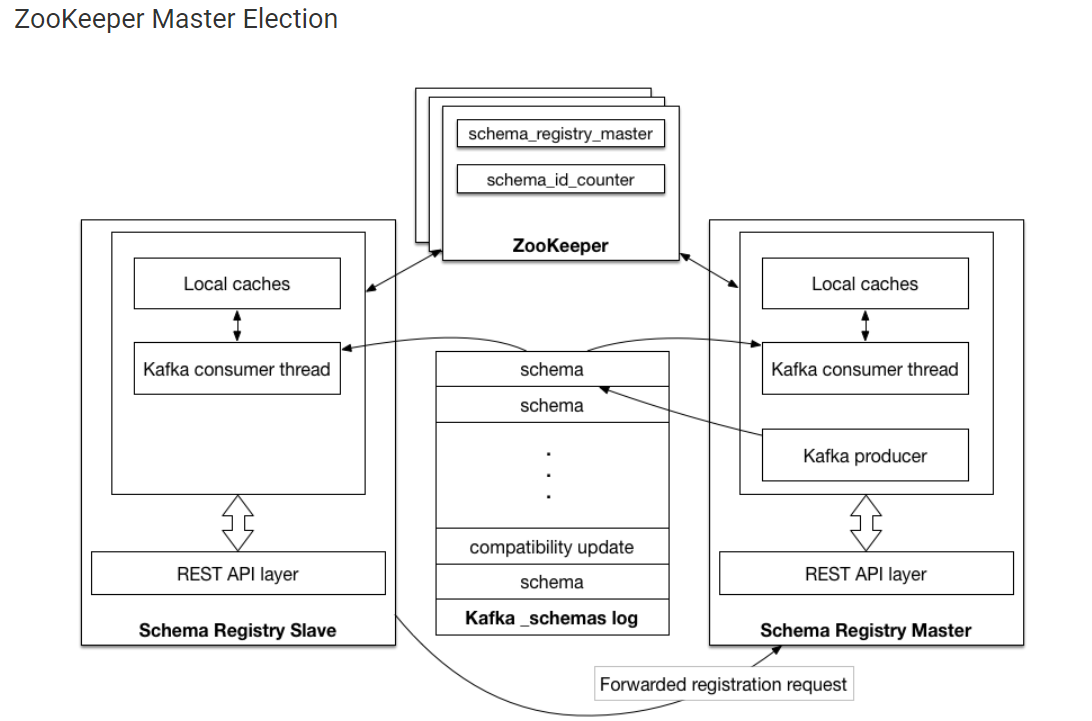 ZooKeeper Master Election
schema_registry_master
schema_id_counter
ZooKeeper
Local caches
Kafka consumer thread
REST API layer
Schema Registry Slave
schema
schema
compatibility update
schema
Kafka _schemas log
Local caches
Kafka consumer thread
Kafka producer
REST API layer
Schema Registry Master
Forwarded registration request